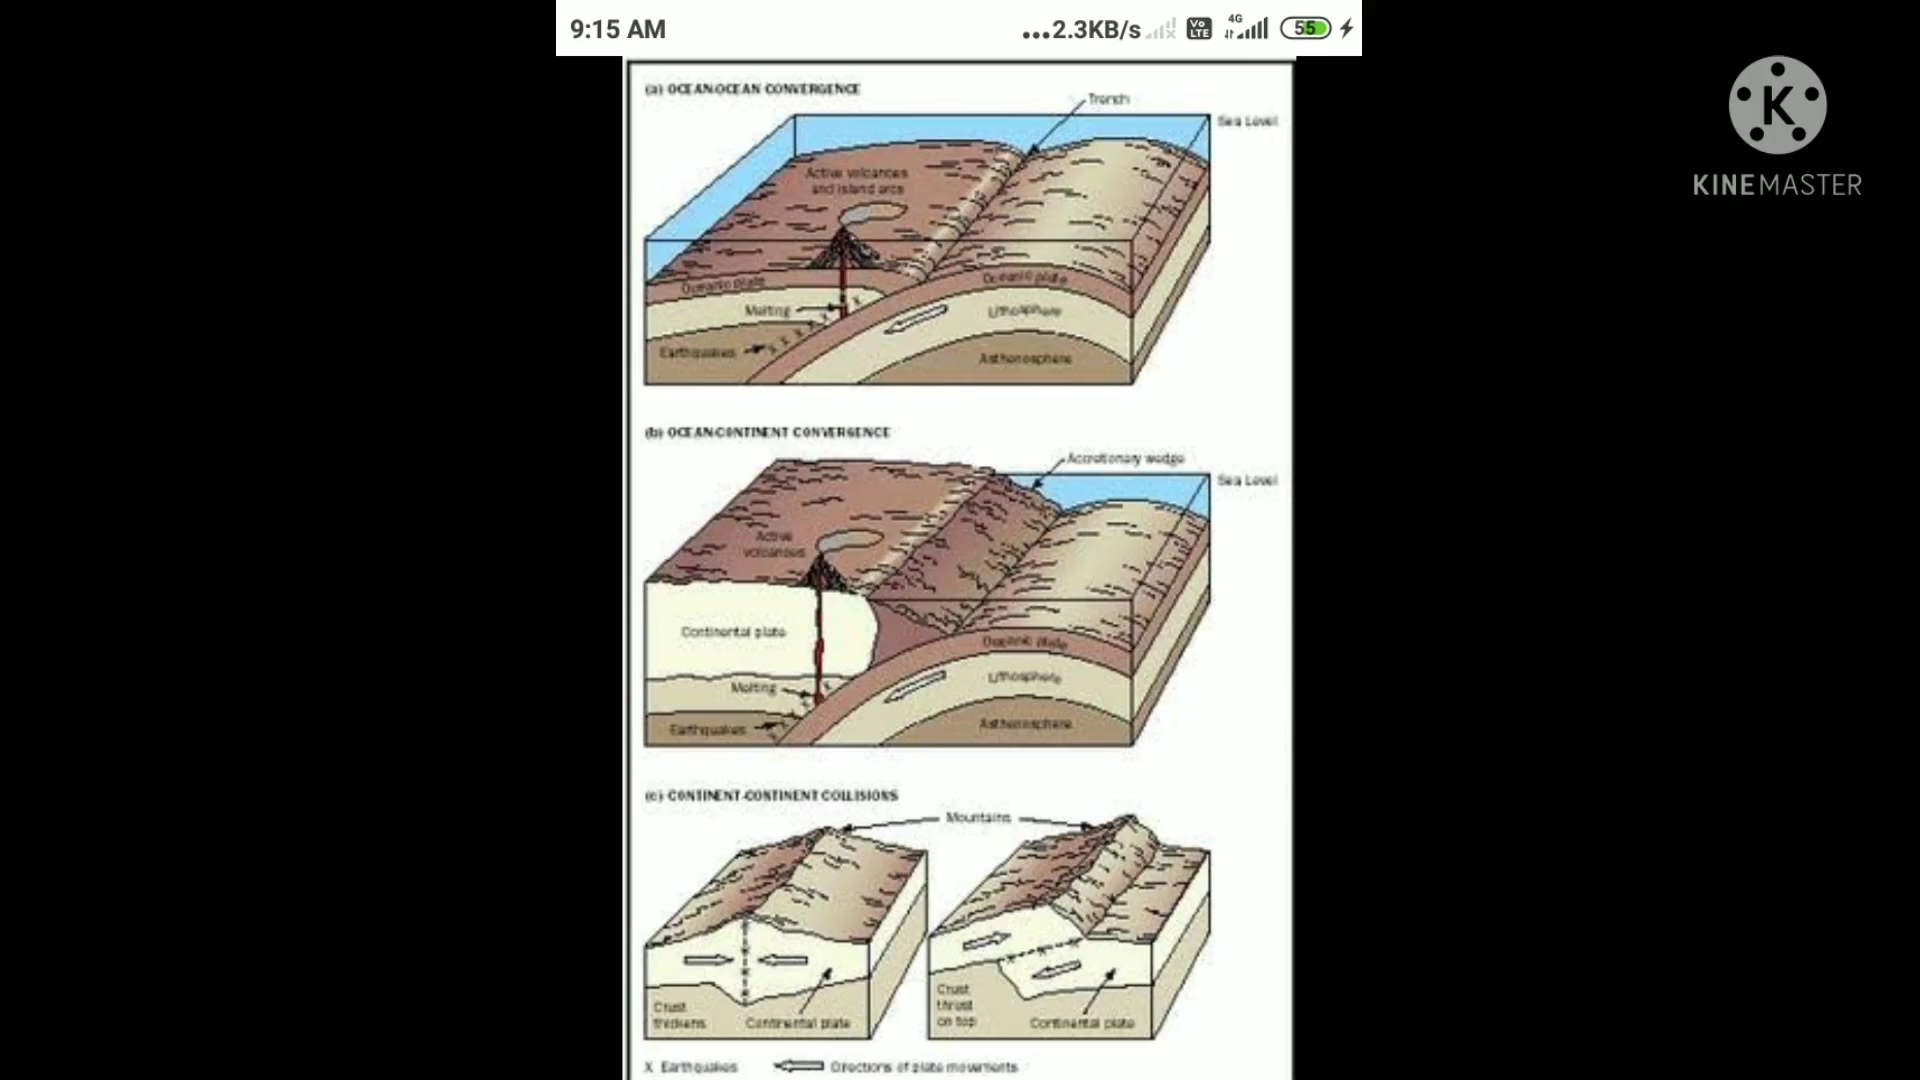 9:15 AM
...2.3KB/s
Vo
LTE
4G
55
K
KINEMASTER
(a) OCEAN-OCEAN CONVERGENCE
Trench
Sea Level
Active volcanoes
and island arcs
Oceanic plate
Oceanic plate
Melting
Lithosphere
Earthquakes
Asthenosphere
(b) OCEAN-CONTINENT CONVERGENCE
Accretionary wedge
Sea Level
Active
volcanoes
Continental plate
Oceanic plate
Lithosphere
Melting
Earthquakes
Asthenosphere
(c) CONTINENT-CONTINENT COLLISIONS
Mountains
Crust
thickens
Continental plate
Crust
thrust
on top
Continental plate
X Earthquakes
Directions of plate movements